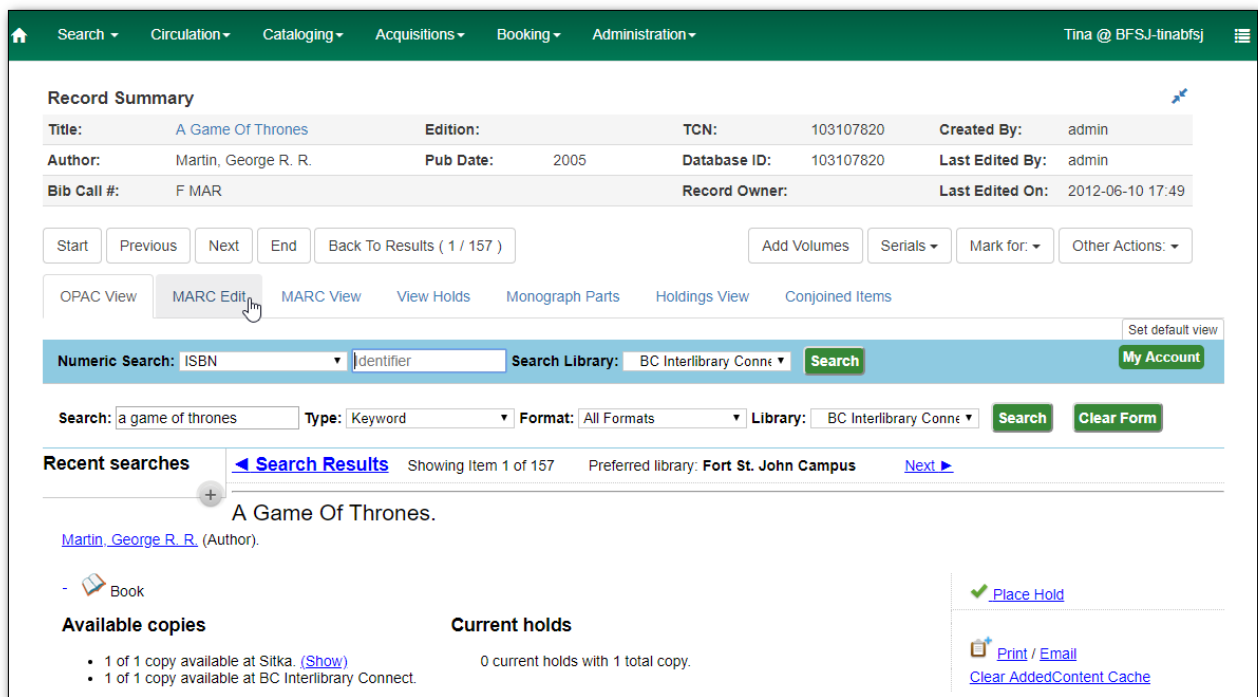 Search Circulation Cataloging Acquisitions Booking Administration Tina @ BFSJ-tinabfsj
Record Summary
Title: A Game Of Thrones Edition: TCN: 103107820 Created By: admin
Author: Martin, George R. R. Pub Date: 2005 Database ID: 103107820 Last Edited By: admin
Bib Call #: F MAR Record Owner: Last Edited On: 2012-06-10 17:49
Start Previous Next End Back To Results ( 1 / 157 ) Add Volumes Serials Mark for: Other Actions:
OPAC View MARC Edit MARC View View Holds Monograph Parts Holdings View Conjoined Items
Set default view
Numeric Search: ISBN Identifier Search Library: BC Interlibrary Conne Search My Account
Search: a game of thrones Type: Keyword Format: All Formats Library: BC Interlibrary Conne Search Clear Form
Recent searches ◄ Search Results Showing Item 1 of 157 Preferred library: Fort St. John Campus Next ►
+
A Game Of Thrones.
Martin, George R. R. (Author).
- Book
Place Hold
Available copies Current holds
• 1 of 1 copy available at Sitka. (Show) 0 current holds with 1 total copy.
• 1 of 1 copy available at BC Interlibrary Connect.
Print / Email
Clear AddedContent Cache